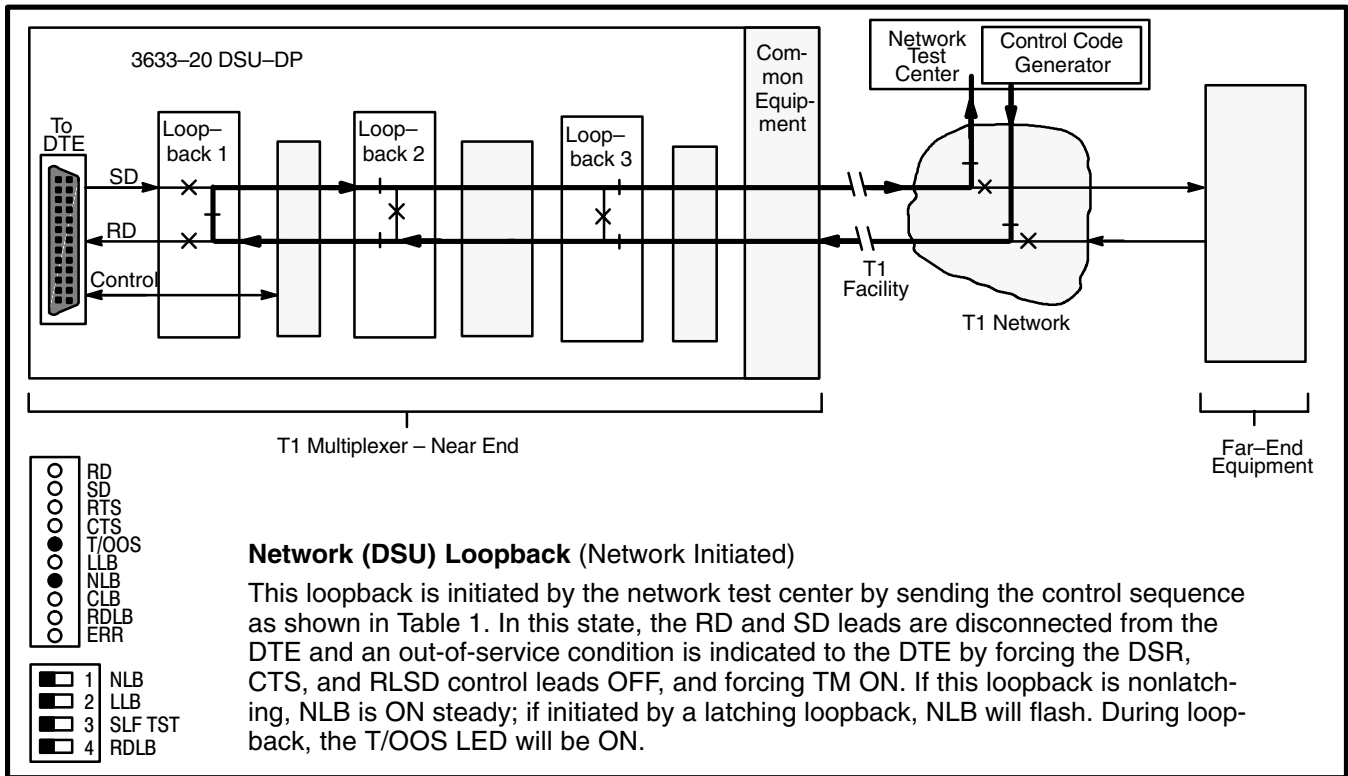 3633–20 DSU–DP
Com-
mon
Equip-
ment
Network
Test
Center
Control Code
Generator
To
DTE
Loop–
back 1
Loop–
back 2
Loop–
back 3
SD
RD
Control
T1
Facility
T1 Network
T1 Multiplexer – Near End
Far–End
Equipment
RD
SD
RTS
CTS
T/OOS
LLB
NLB
CLB
RDLB
ERR
1 NLB
2 LLB
3 SLF TST
4 RDLB
Network (DSU) Loopback (Network Initiated)
This loopback is initiated by the network test center by sending the control sequence
as shown in Table 1. In this state, the RD and SD leads are disconnected from the
DTE and an out-of-service condition is indicated to the DTE by forcing the DSR,
CTS, and RLSD control leads OFF, and forcing TM ON. If this loopback is nonlatch-
ing, NLB is ON steady; if initiated by a latching loopback, NLB will flash. During loop-
back, the T/OOS LED will be ON.